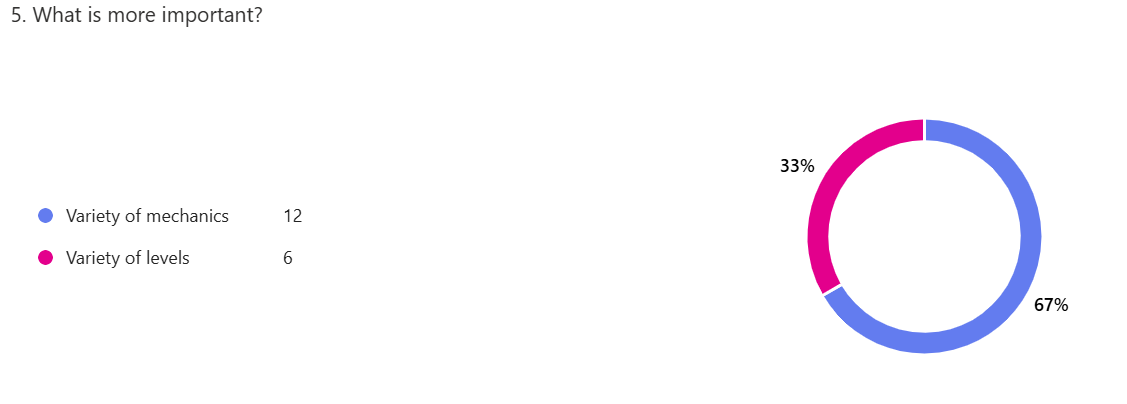 5. What is more important?
Variety of mechanics 12
Variety of levels 6
33%
67%